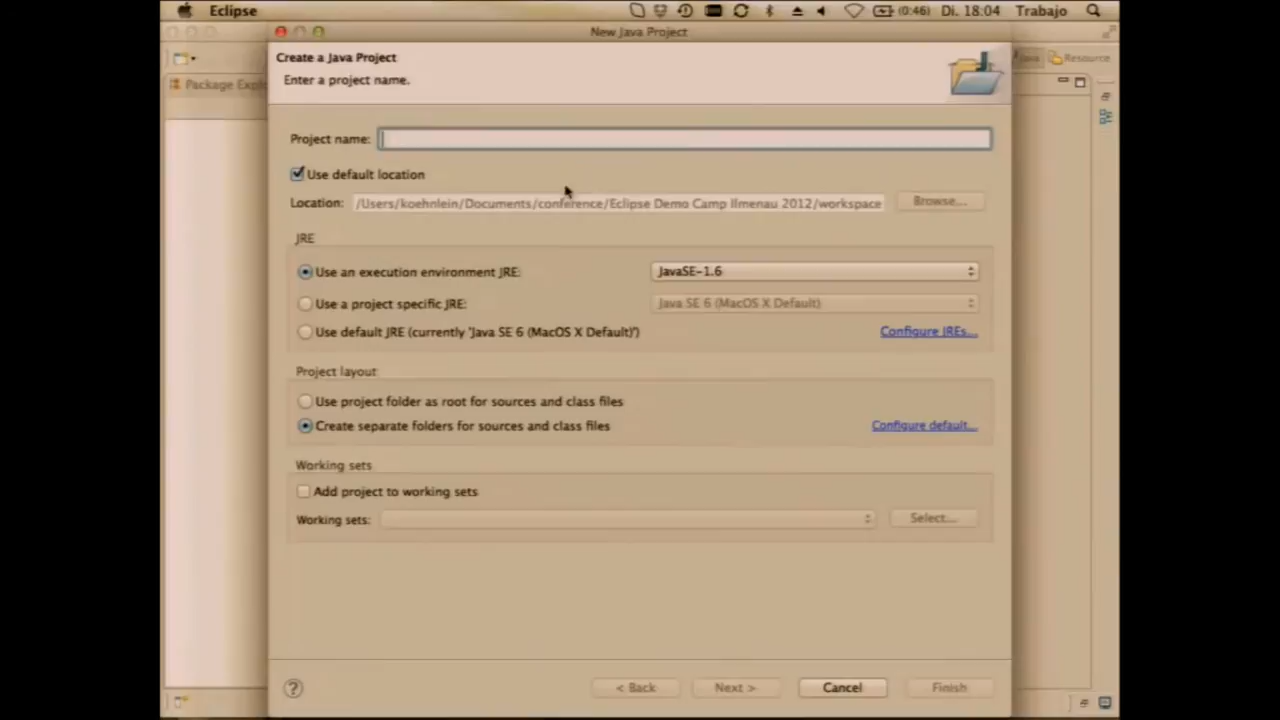 Eclipse (0:46) Di. 18:04 Trabajo
New Java Project
Create a Java Project
Enter a project name.
Java Resource
Package Explo
Project name:
Use default location
Location: /Users/koehnlein/Documents/conference/Eclipse Demo Camp Ilmenau 2012/workspace Browse...
JRE
Use an execution environment JRE: JavaSE-1.6
Use a project specific JRE: Java SE 6 (MacOS X Default)
Use default JRE (currently 'Java SE 6 (MacOS X Default)') Configure JREs...
Project layout
Use project folder as root for sources and class files
Create separate folders for sources and class files Configure default...
Working sets
Add project to working sets
Working sets: Select...
? < Back Next > Cancel Finish